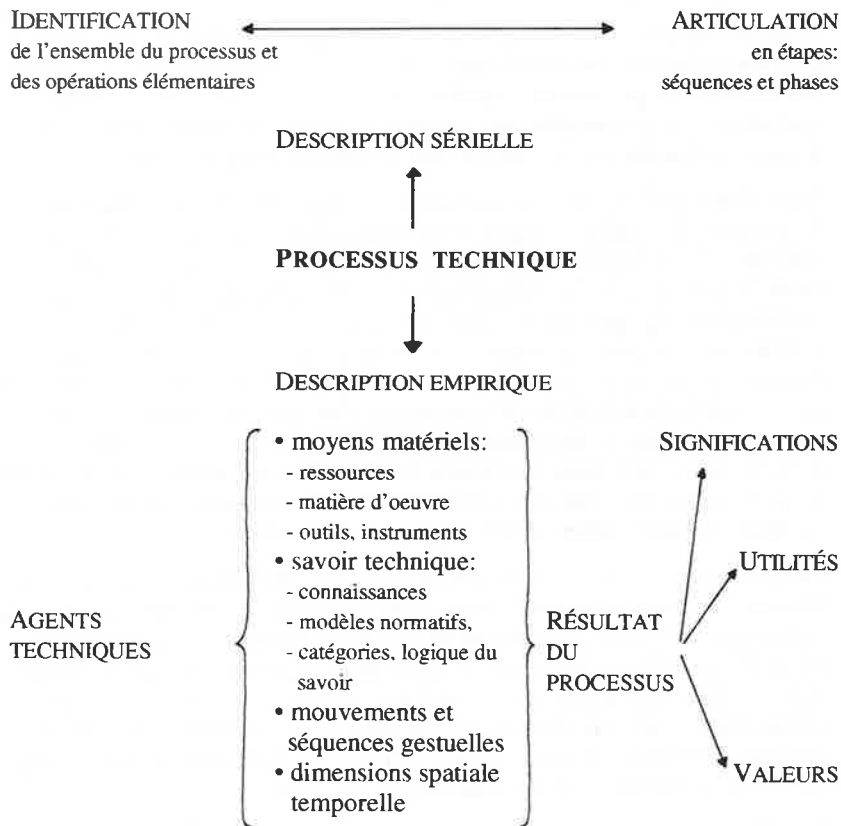 IDENTIFICATION
de l'ensemble du processus et
des opérations élémentaires
ARTICULATION
en étapes:
séquences et phases
DESCRIPTION SÉRIELLE
PROCESSUS TECHNIQUE
DESCRIPTION EMPIRIQUE
AGENTS
TECHNIQUES
• moyens matériels:
- ressources
- matière d'oeuvre
- outils, instruments
• savoir technique:
- connaissances
- modèles normatifs,
- catégories, logique du
savoir
• mouvements et
séquences gestuelles
• dimensions spatiale
temporelle
RÉSULTAT
DU
PROCESSUS
SIGNIFICATIONS
UTILITÉS
VALEURS